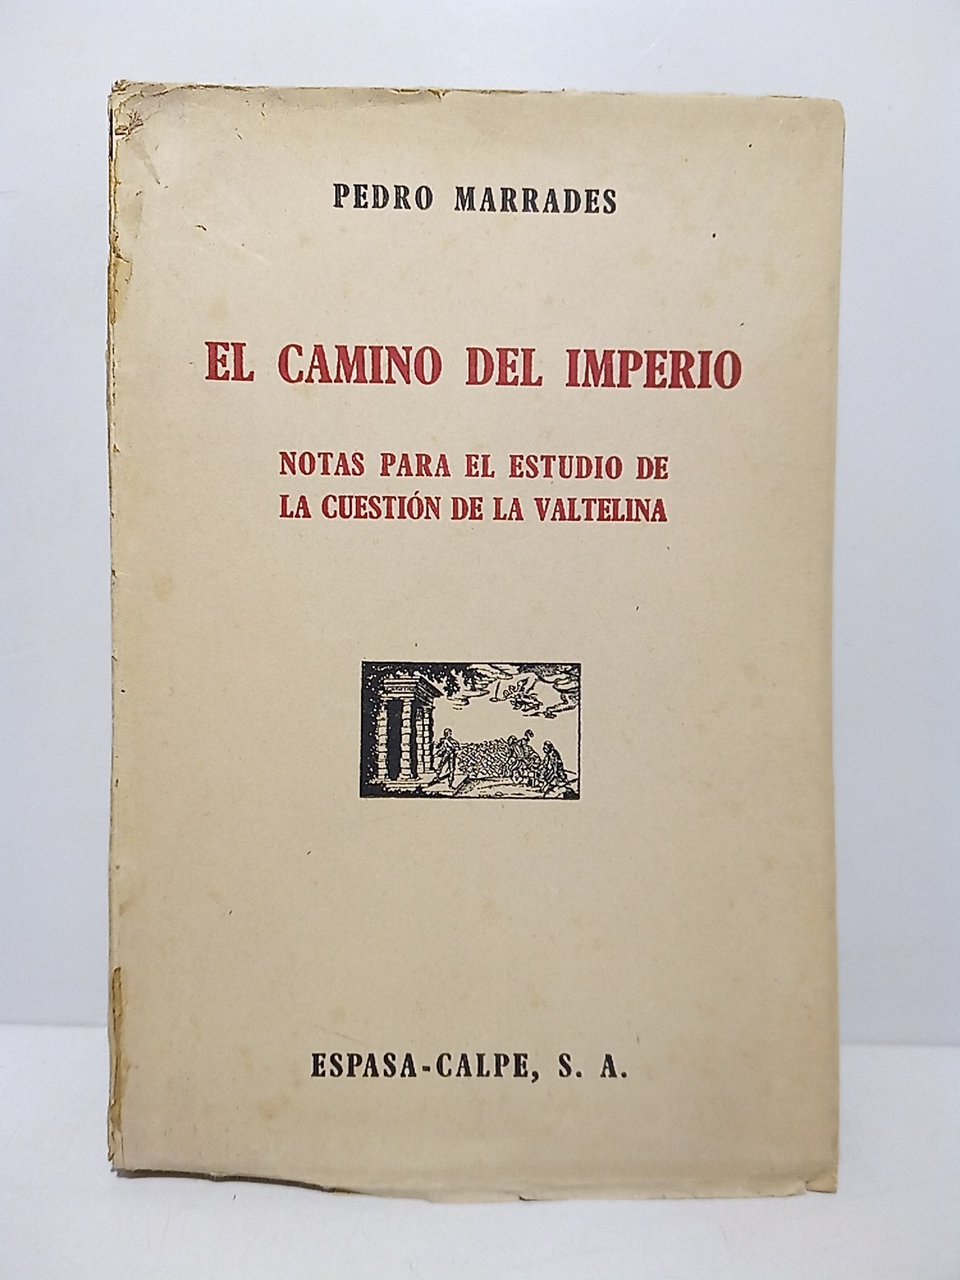 PEDRO MARRADES
EL CAMINO DEL IMPERIO
NOTAS PARA EL ESTUDIO DE
LA CUESTIÓN DE LA VALTELINA
ESPASA-CALPE, S. A.